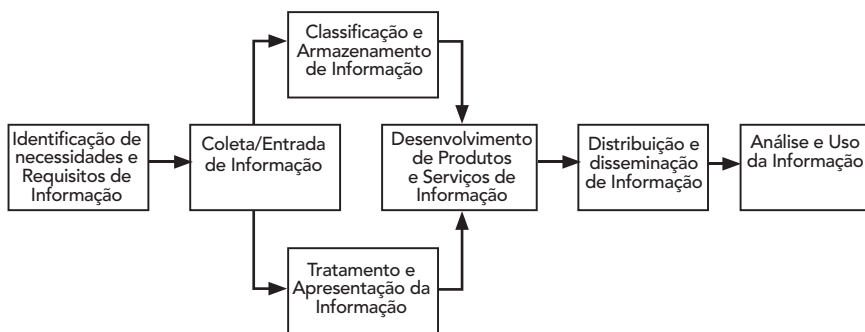 Classificação e
Armazenamento
de Informação
Identificação de
necessidades e
Requisitos de
Informação
Coleta/Entrada
de Informação
Desenvolvimento
de Produtos
e Serviços de
Informação
Distribuição e
disseminação
de Informação
Análise e Uso
da Informação
Tratamento e
Apresentação da
Informação